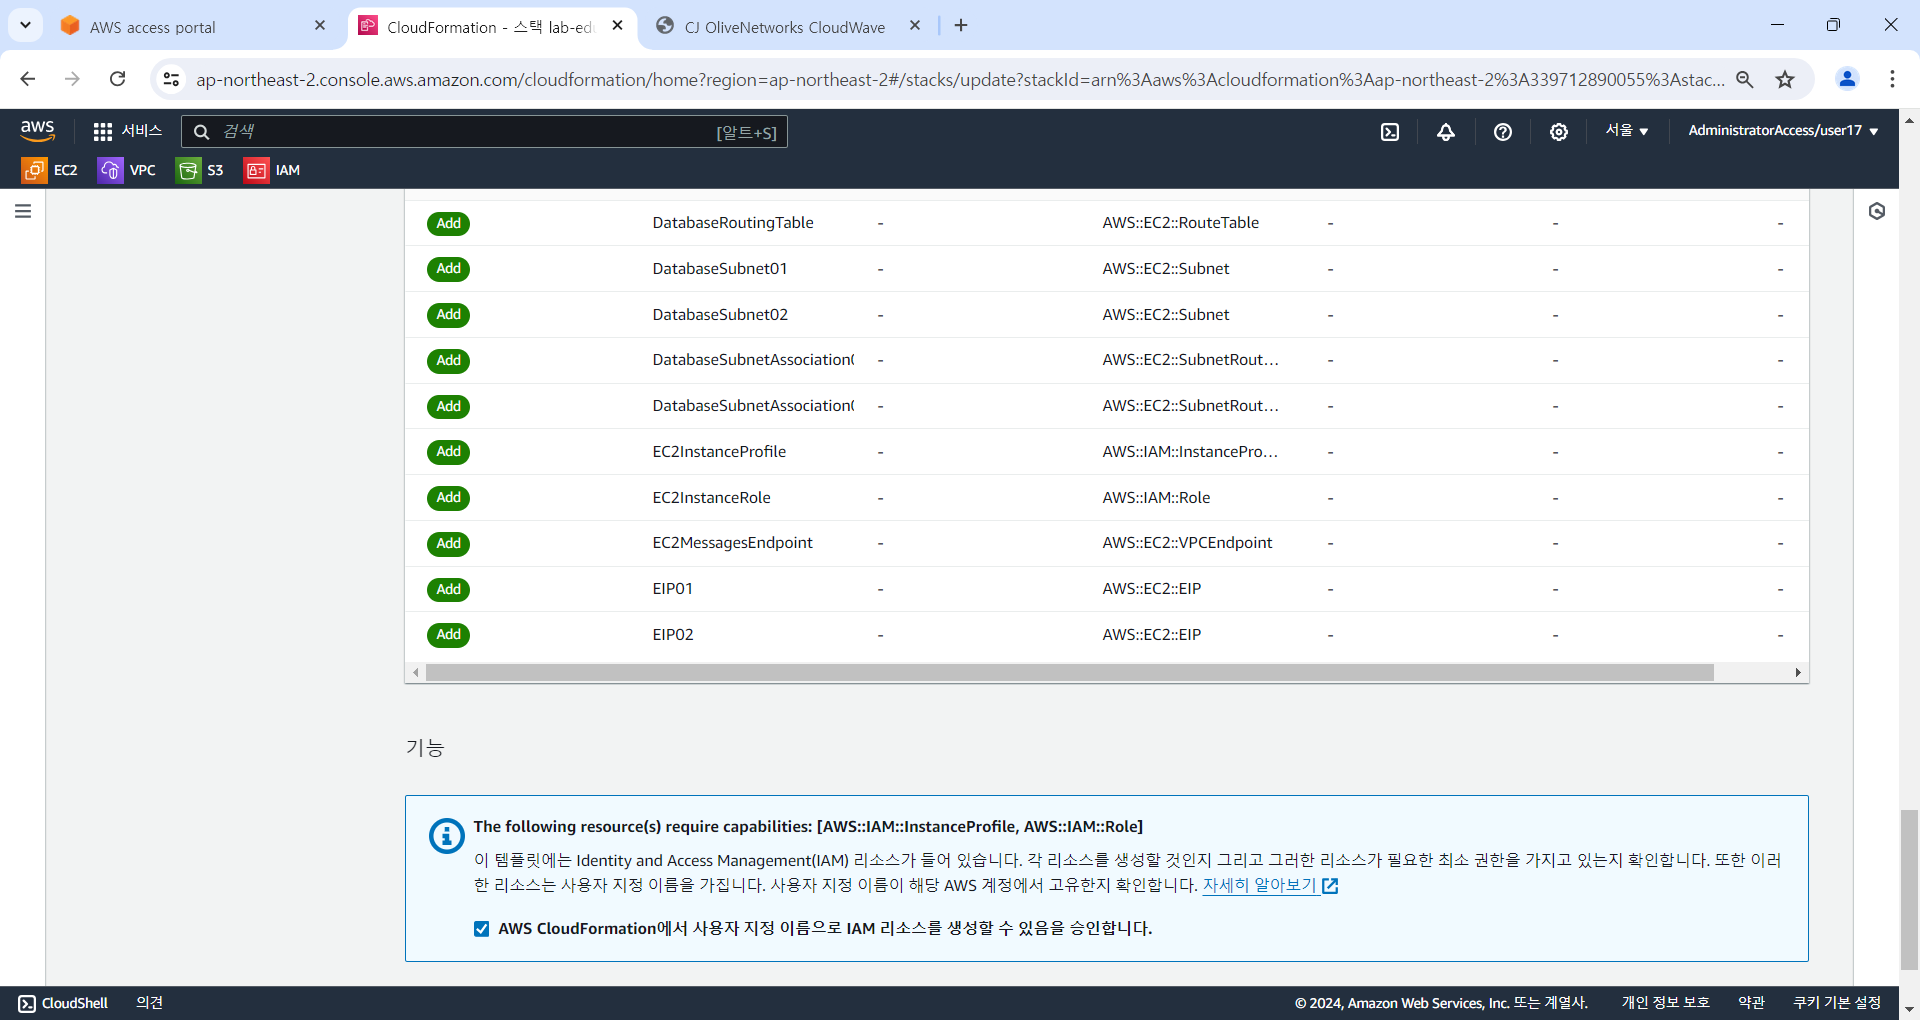 AWS access portal
CloudFormation - 스택 lab-edu
CJ OliveNetworks CloudWave
ap-northeast-2.console.aws.amazon.com/cloudformation/home?region=ap-northeast-2#/stacks/update?stackId=arn%3Aaws%3Acloudformation%3Aap-northeast-2%3A339712890055%3Astac...
aws
서비스
검색
[알트+S]
서울
AdministratorAccess/user17
EC2
VPC
S3
IAM
Add DatabaseRoutingTable - AWS::EC2::RouteTable - - -
Add DatabaseSubnet01 - AWS::EC2::Subnet - - -
Add DatabaseSubnet02 - AWS::EC2::Subnet - - -
Add DatabaseSubnetAssociation - AWS::EC2::SubnetRout... - - -
Add DatabaseSubnetAssociation - AWS::EC2::SubnetRout... - - -
Add EC2InstanceProfile - AWS::IAM::InstancePro... - - -
Add EC2InstanceRole - AWS::IAM::Role - - -
Add EC2MessagesEndpoint - AWS::EC2::VPCEndpoint - - -
Add EIP01 - AWS::EC2::EIP - - -
Add EIP02 - AWS::EC2::EIP - - -
기능
The following resource(s) require capabilities: [AWS::IAM::InstanceProfile, AWS::IAM::Role]
이 템플릿에는 Identity and Access Management(IAM) 리소스가 들어 있습니다. 각 리소스를 생성할 것인지 그리고 그러한 리소스가 필요한 최소 권한을 가지고 있는지 확인합니다. 또한 이러
한 리소스는 사용자 지정 이름을 가집니다. 사용자 지정 이름이 해당 AWS 계정에서 고유한지 확인합니다. 자세히 알아보기
AWS CloudFormation에서 사용자 지정 이름으로 IAM 리소스를 생성할 수 있음을 승인합니다.
CloudShell
의견
© 2024, Amazon Web Services, Inc. 또는 계열사.
개인 정보 보호
약관
쿠키 기본 설정